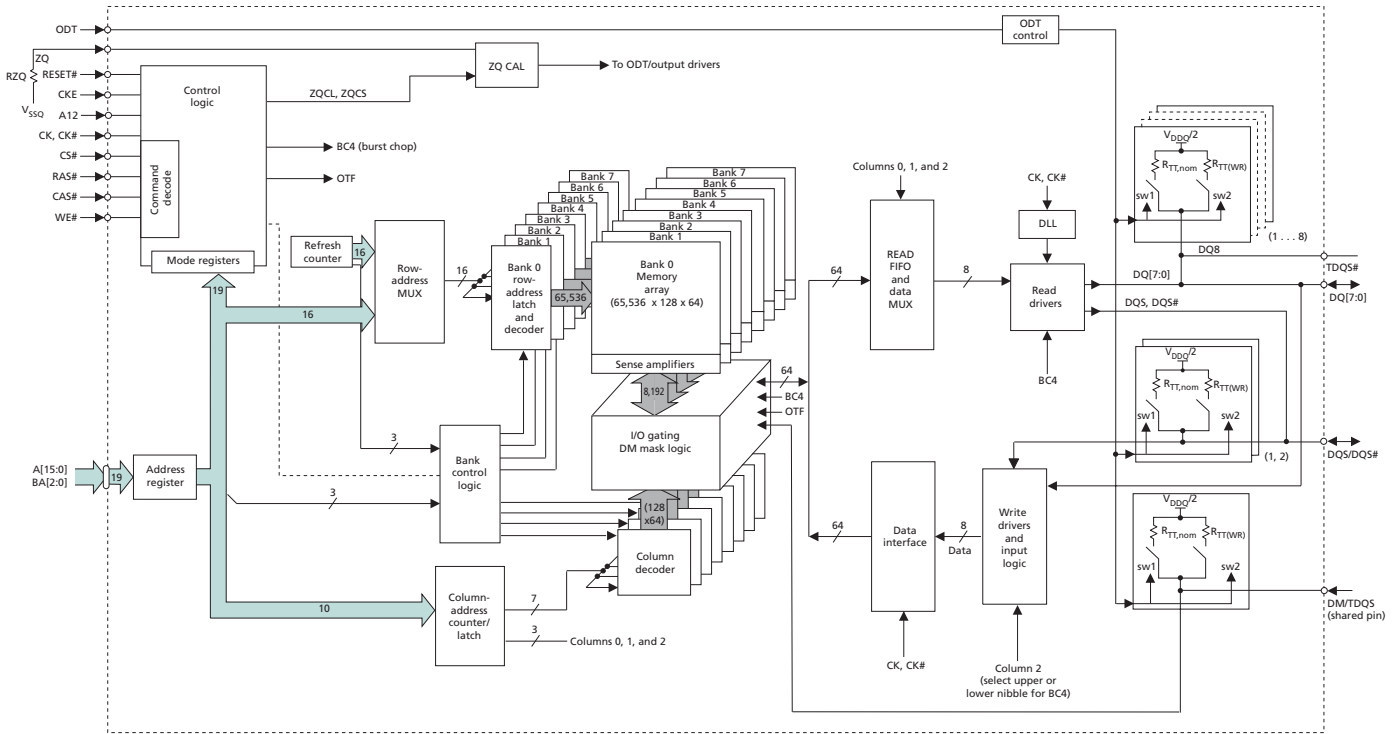 ODT
ODT
control
ZQ
RZQ
RESET#
CKE
VSSQ
A12
CK, CK#
CS#
RAS#
CAS#
WE#
Control
logic
Command
decode
Mode registers
ZQ CAL
To ODT/output drivers
ZQCL, ZQCS
BC4 (burst chop)
OTF
Refresh
counter
16
Row-
address
MUX
16
19
16
Bank 7
Bank 6
Bank 5
Bank 4
Bank 3
Bank 2
Bank 1
Bank 0
row-
address
latch
and
decoder
65,536
Bank 7
Bank 6
Bank 5
Bank 4
Bank 3
Bank 2
Bank 1
Bank 0
Memory
array
(65,536 x 128 x 64)
Sense amplifiers
8,192
I/O gating
DM mask logic
64
BC4
OTF
(128
x64)
Column
decoder
3
3
Bank
control
logic
A[15:0]
BA[2:0]
19
Address
register
10
Column-
address
counter/
latch
7
3
Columns 0, 1, and 2
Columns 0, 1, and 2
64
READ
FIFO
and
data
MUX
8
CK, CK#
DLL
Read
drivers
BC4
64
Data
interface
8
Data
CK, CK#
Write
drivers
and
input
logic
Column 2
(select upper or
lower nibble for BC4)
VDDQ/2
RTT,nom
RTT(WR)
sw1
sw2
(1 . . . 8)
DQ8
TDQS#
DQ[7:0]
DQ[7:0]
DQS, DQS#
VDDQ/2
RTT,nom
RTT(WR)
sw1
sw2
(1, 2)
DQS/DQS#
VDDQ/2
RTT,nom
RTT(WR)
sw1
sw2
DM/TDQS
(shared pin)